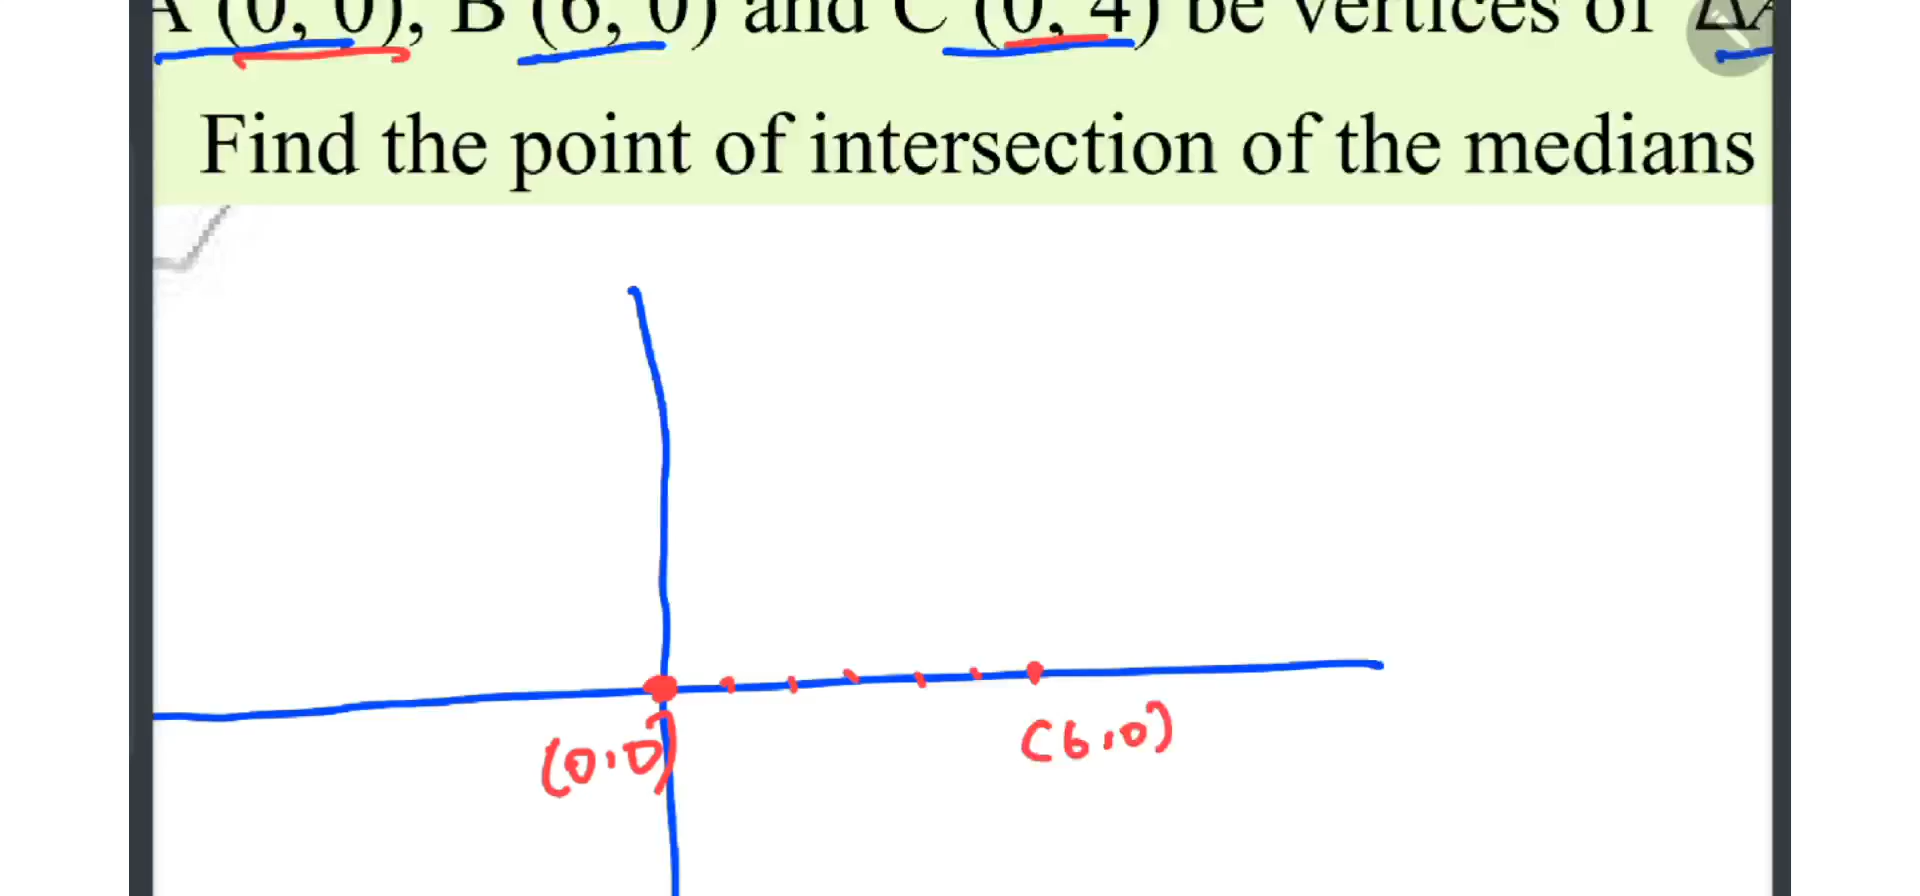 A (0, 0), B (6, 0) and C (0, 4) be vertices of Δ
Find the point of intersection of the medians
(0,0)
(6,0)